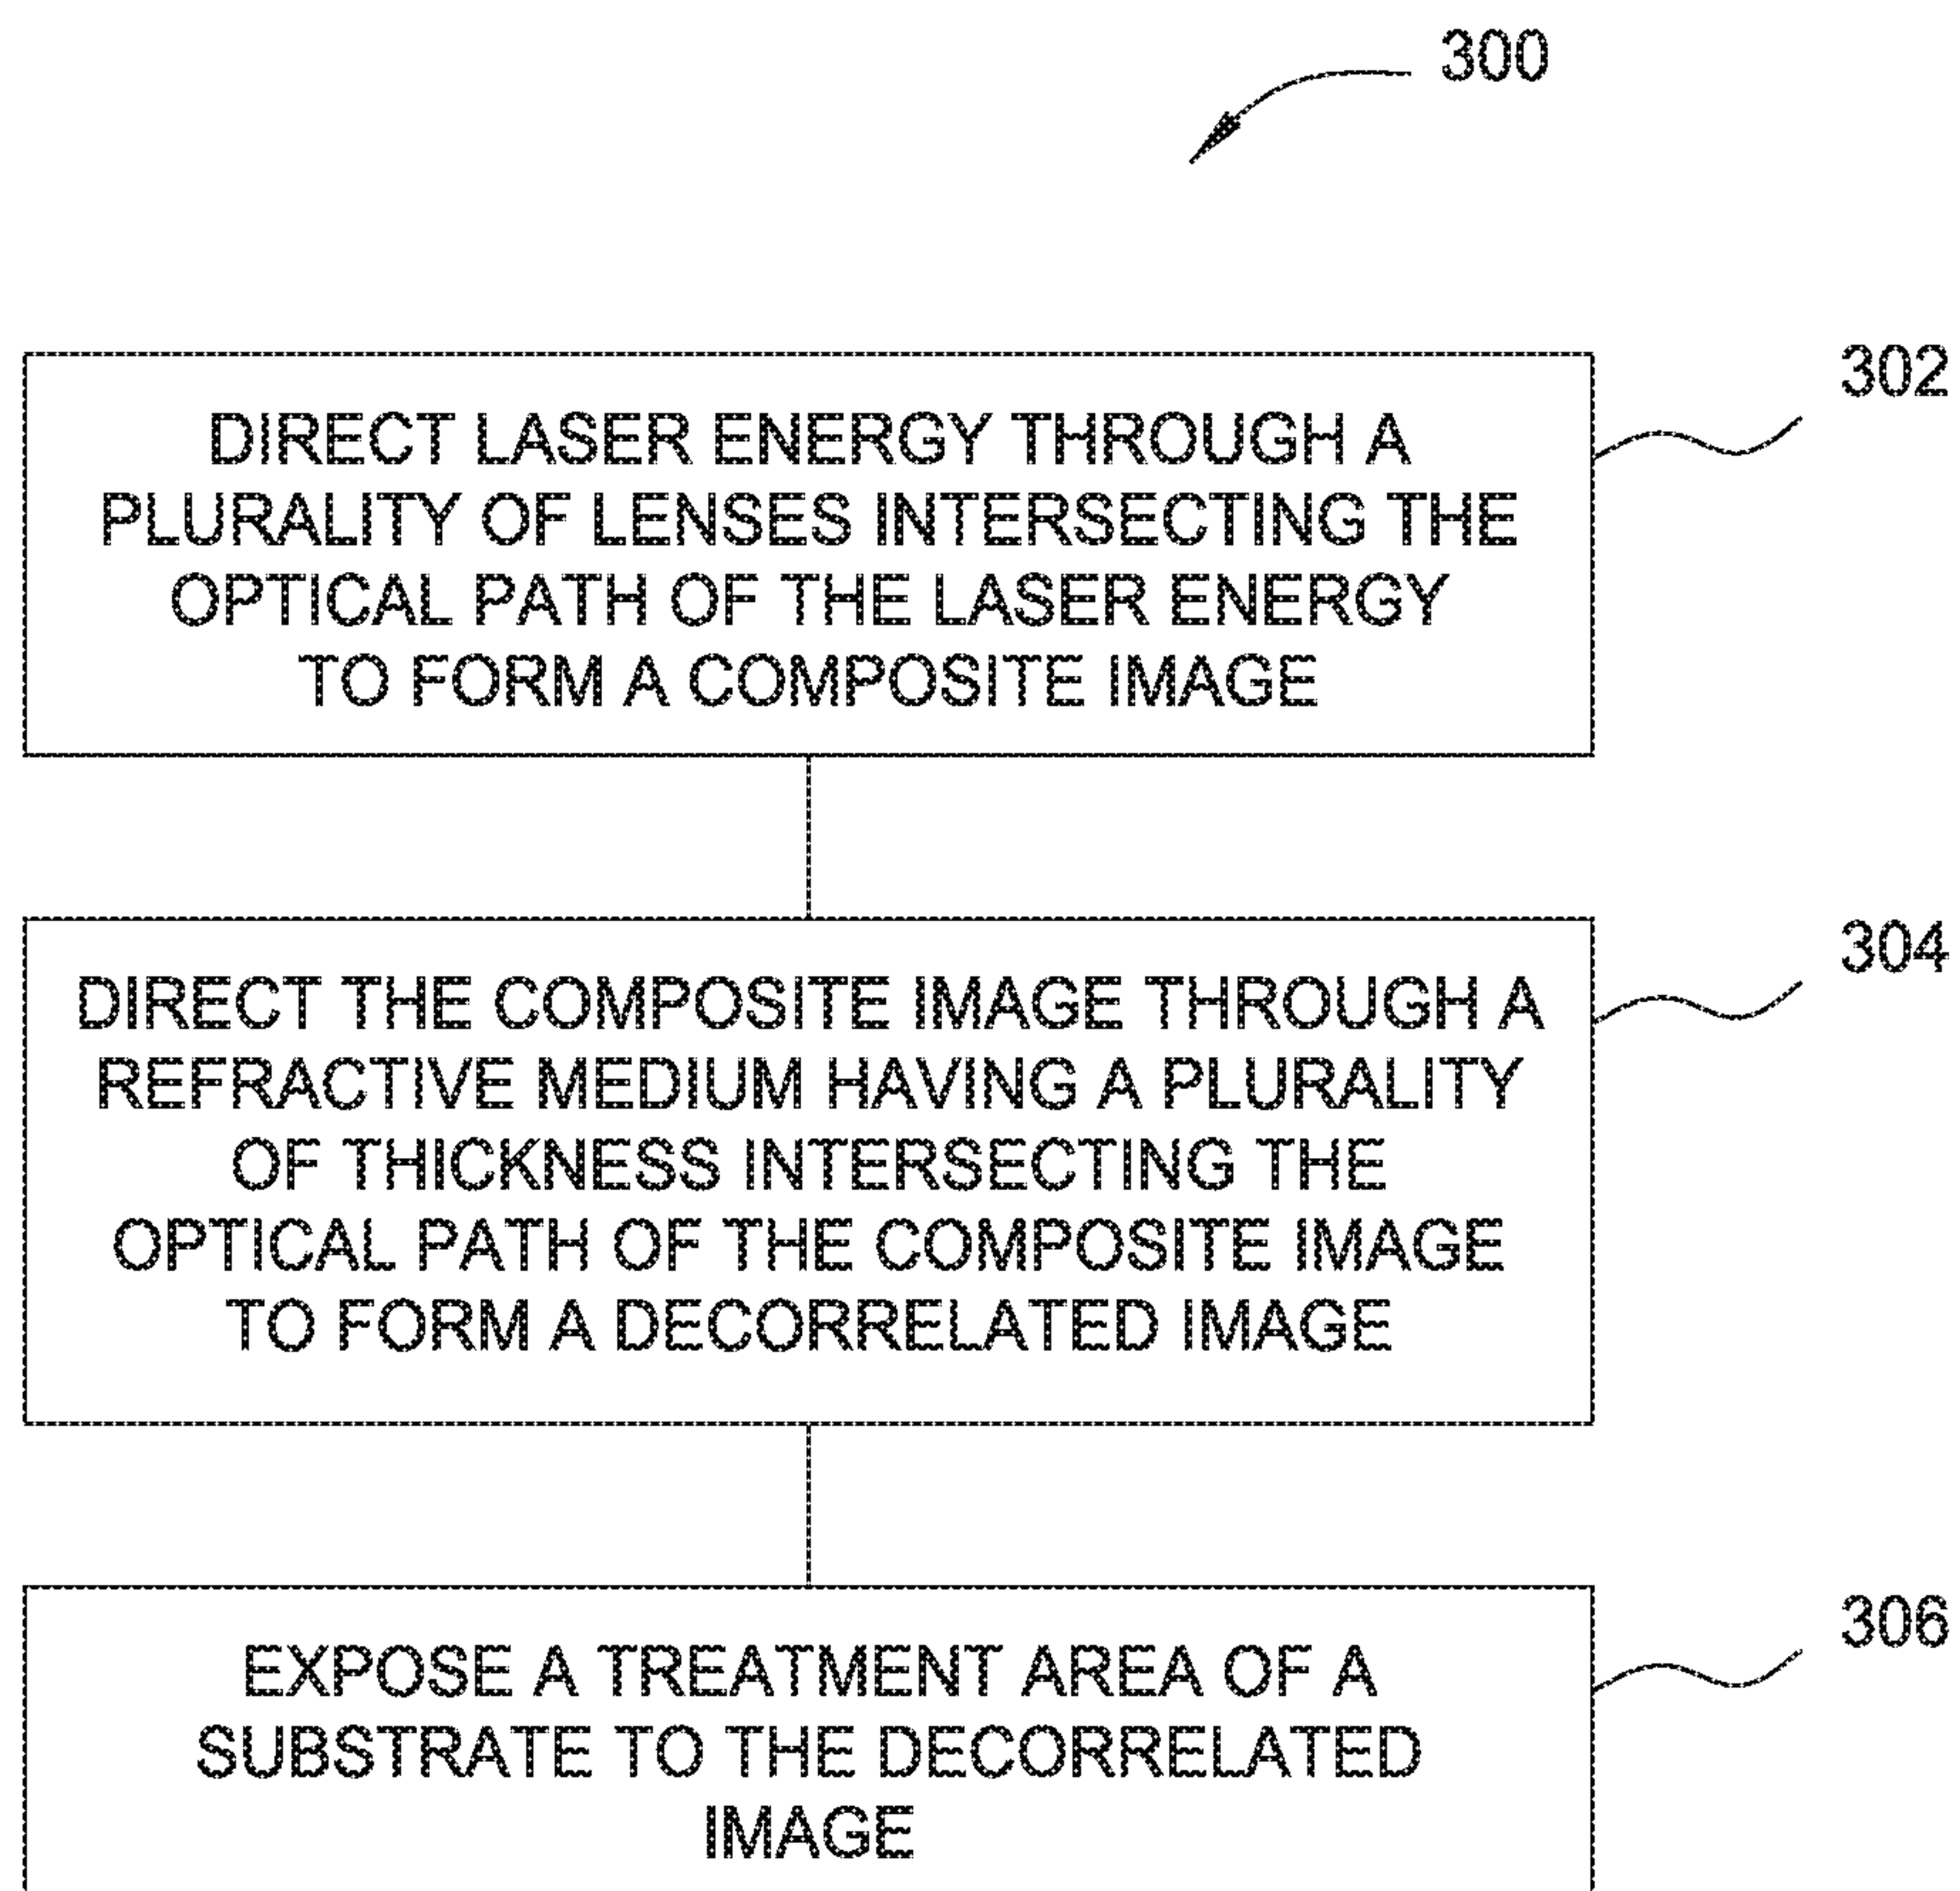 300
302
DIRECT LASER ENERGY THROUGH A
PLURALITY OF LENSES INTERSECTING THE
OPTICAL PATH OF THE LASER ENERGY
TO FORM A COMPOSITE IMAGE
304
DIRECT THE COMPOSITE IMAGE THROUGH A
REFRACTIVE MEDIUM HAVING A PLURALITY
OF THICKNESS INTERSECTING THE
OPTICAL PATH OF THE COMPOSITE IMAGE
TO FORM A DECORRELATED IMAGE
306
EXPOSE A TREATMENT AREA OF A
SUBSTRATE TO THE DECORRELATED
IMAGE